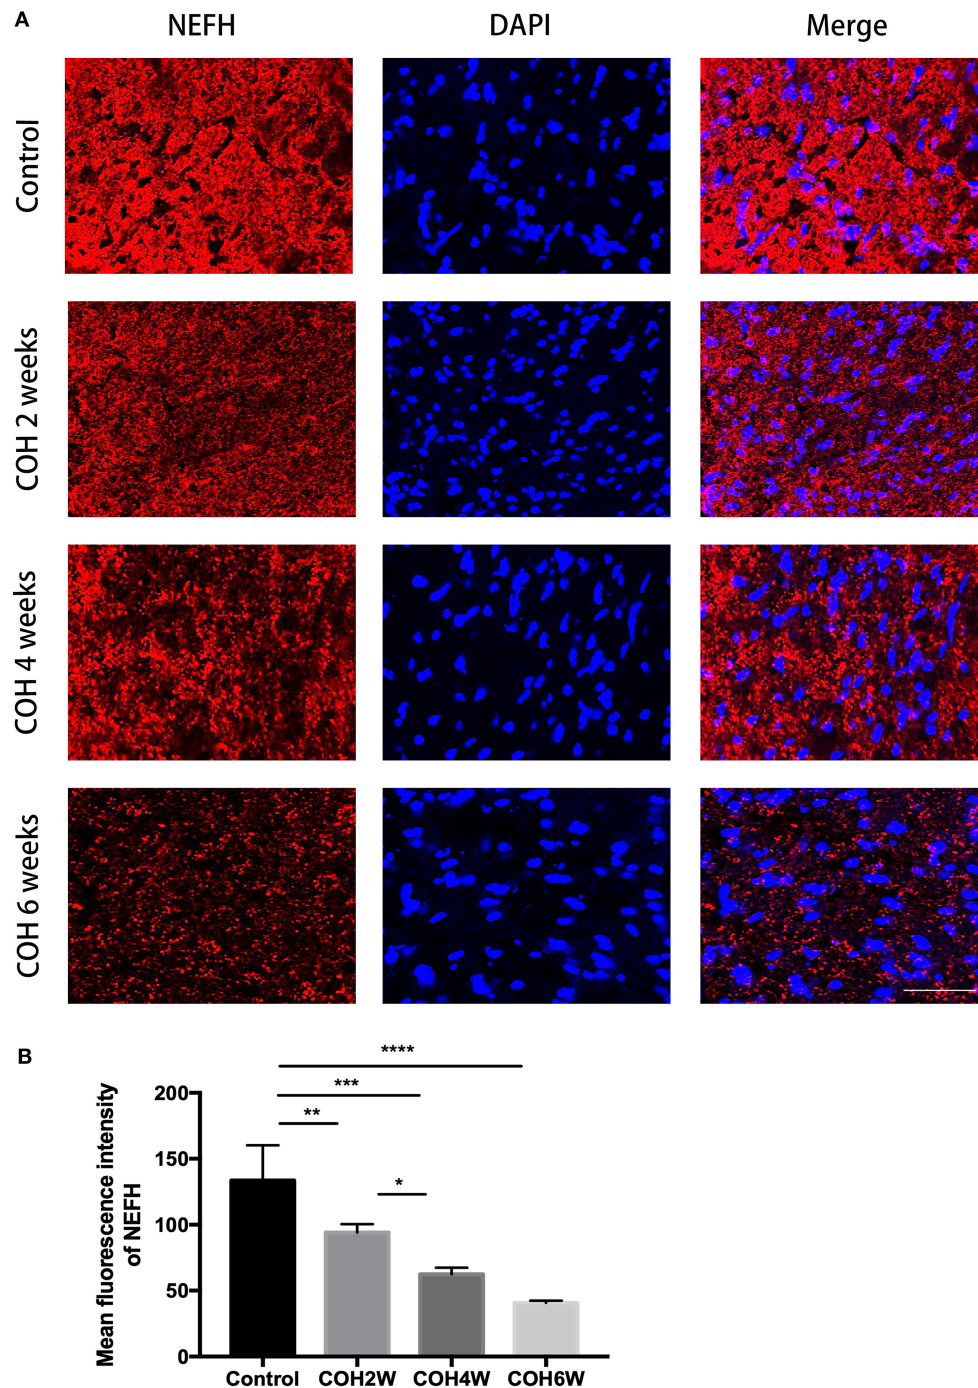 A
NEFH
DAPI
Merge
Control
COH 2 weeks
COH 4 weeks
COH 6 weeks
B
****
***
**
*
Mean fluorescence intensity
of NEFH
200
150
100
50
0
Control
COH2W
COH4W
COH6W